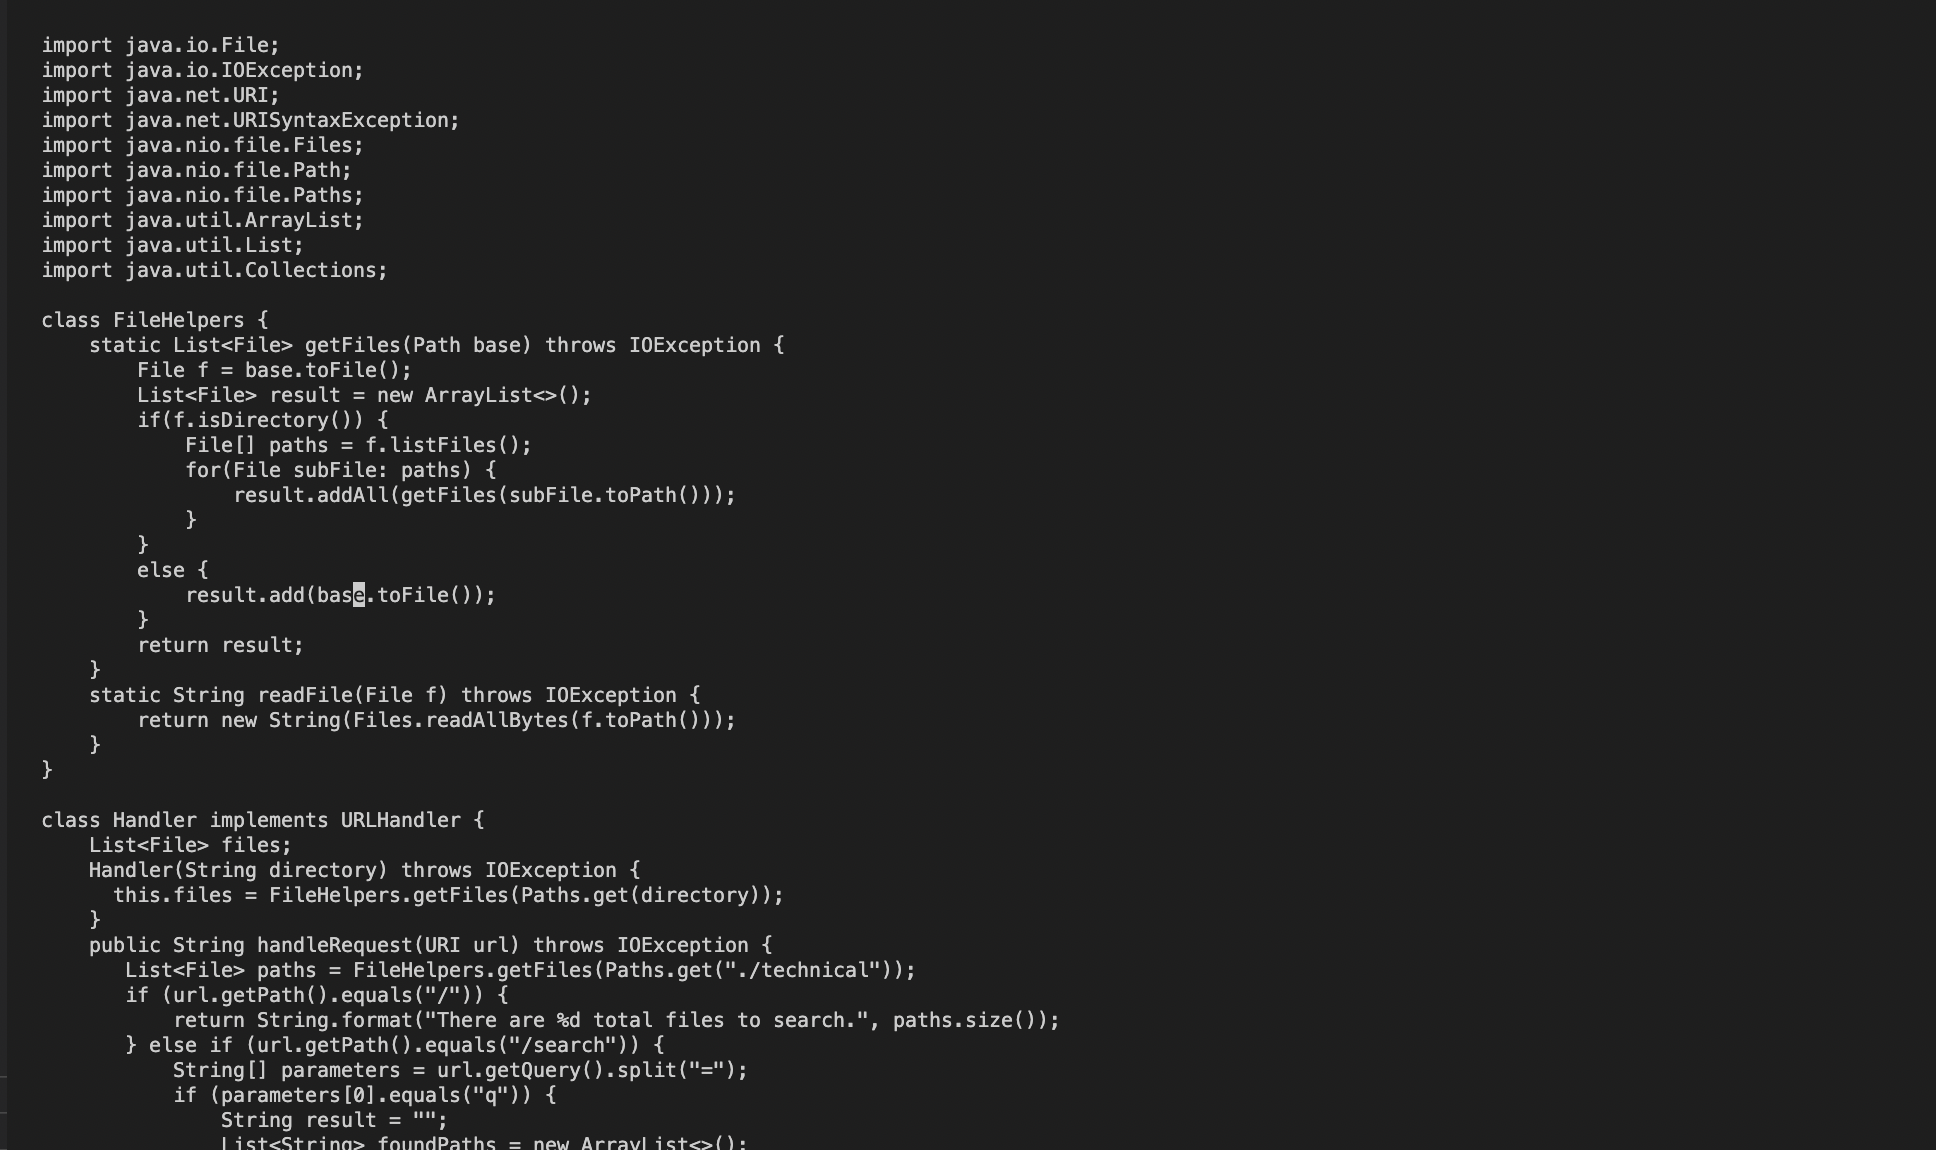 import java.io.File;
import java.io.IOException;
import java.net.URI;
import java.net.URISyntaxException;
import java.nio.file.Files;
import java.nio.file.Path;
import java.nio.file.Paths;
import java.util.ArrayList;
import java.util.List;
import java.util.Collections;

class FileHelpers {
    static List<File> getFiles(Path base) throws IOException {
        File f = base.toFile();
        List<File> result = new ArrayList<>();
        if(f.isDirectory()) {
            File[] paths = f.listFiles();
            for(File subFile: paths) {
                result.addAll(getFiles(subFile.toPath()));
            }
        }
        else {
            result.add(base.toFile());
        }
        return result;
    }
    static String readFile(File f) throws IOException {
        return new String(Files.readAllBytes(f.toPath()));
    }
}

class Handler implements URLHandler {
    List<File> files;
    Handler(String directory) throws IOException {
      this.files = FileHelpers.getFiles(Paths.get(directory));
    }
    public String handleRequest(URI url) throws IOException {
       List<File> paths = FileHelpers.getFiles(Paths.get("./technical"));
       if (url.getPath().equals("/")) {
           return String.format("There are %d total files to search.", paths.size());
       } else if (url.getPath().equals("/search")) {
           String[] parameters = url.getQuery().split("=");
           if (parameters[0].equals("q")) {
               String result = "";
               List<String> foundPaths = new ArrayList<>();